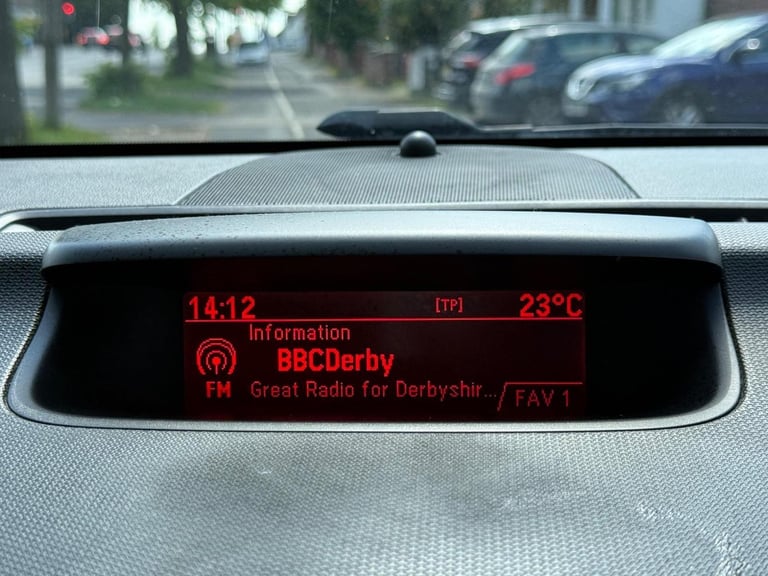 14:12 [TP] 23°C
Information
BBCDerby
FM Great Radio for Derbyshir... FAV 1